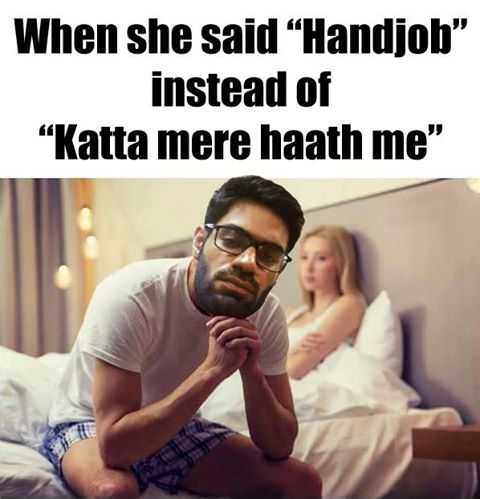 When she said “Handjob”
instead of
“Katta mere haath me”